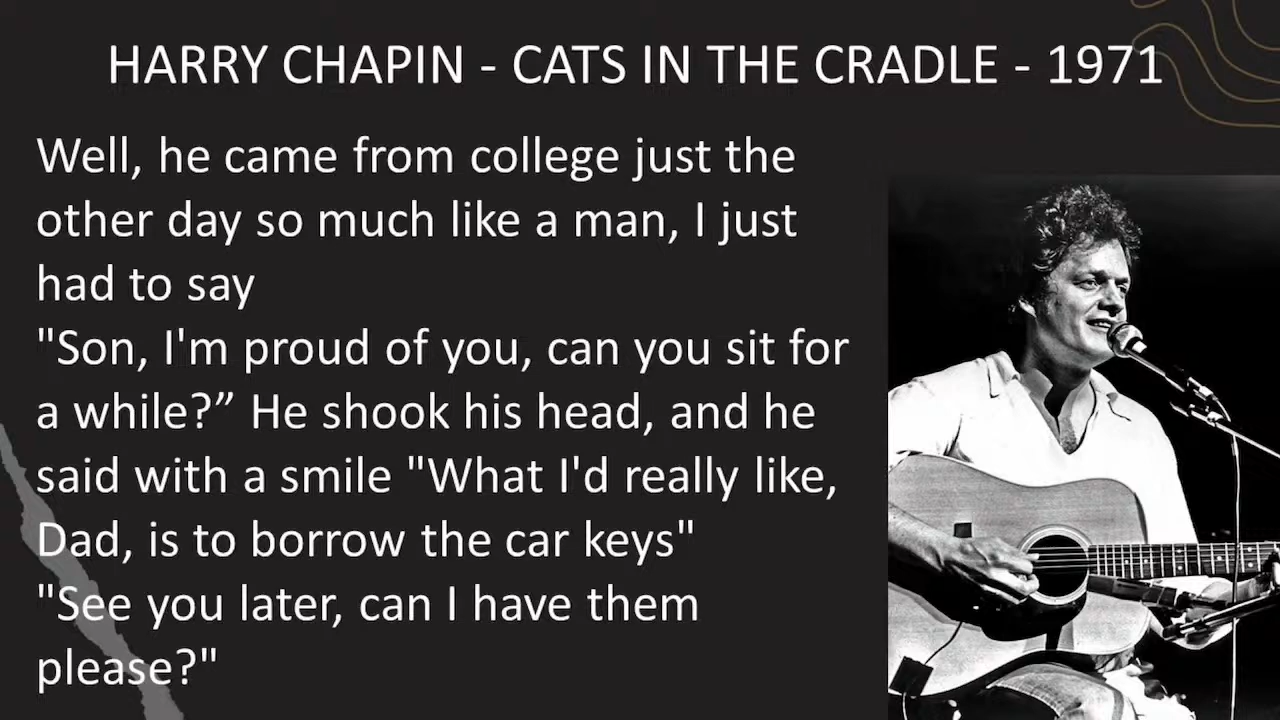 HARRY CHAPIN - CATS IN THE CRADLE - 1971
Well, he came from college just the
other day so much like a man, I just
had to say
"Son, I'm proud of you, can you sit for
a while?” He shook his head, and he
said with a smile "What I'd really like,
Dad, is to borrow the car keys"
"See you later, can I have them
please?"